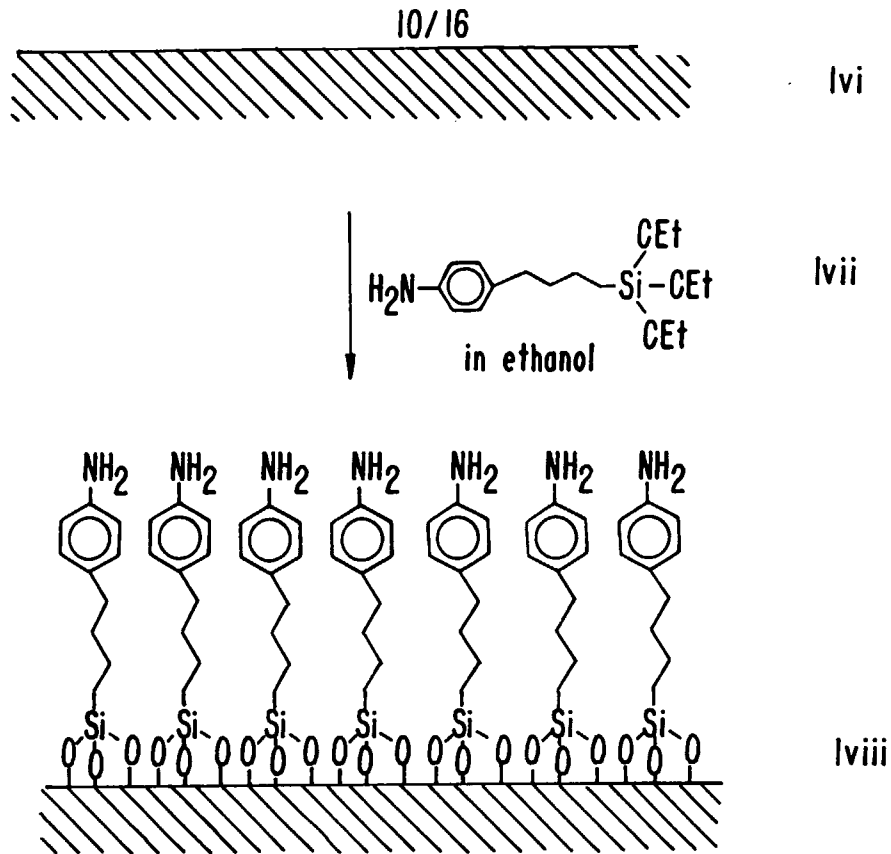 10/16
lvi
CEt
H₂N Si CEt
CEt
lvii
in ethanol
NH₂ NH₂ NH₂ NH₂ NH₂ NH₂ NH₂
Si Si Si Si Si Si Si
O O O O O O O O O O O O O O O O O O O O O
lviii